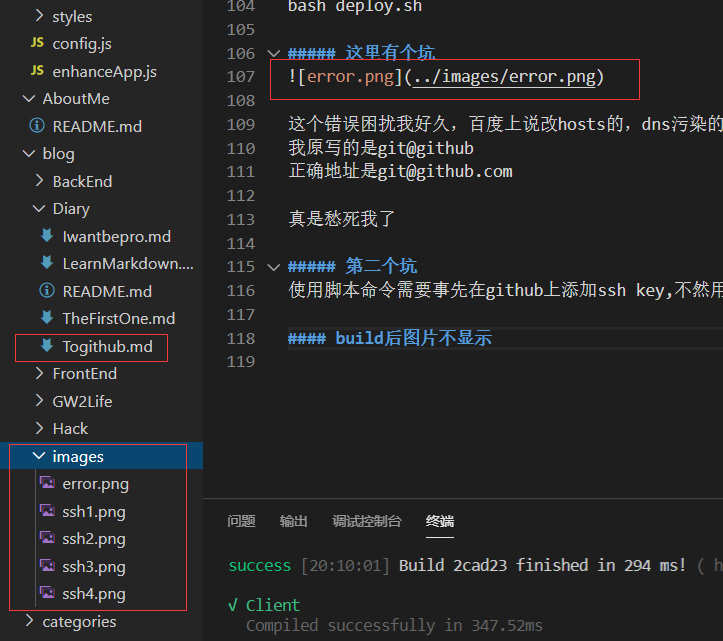 styles
JS config.js
JS enhanceApp.js
AboutMe
README.md
blog
BackEnd
Diary
Iwantbepro.md
LearnMarkdown....
README.md
TheFirstOne.md
Togithub.md
FrontEnd
GW2Life
Hack
images
error.png
ssh1.png
ssh2.png
ssh3.png
ssh4.png
categories
104 bash deploy.sh
105
106 ##### 这里有个坑
107 ![error.png](../images/error.png)
108
109 这个错误困扰我好久，百度上说改hosts的，dns污染的
110 我原写的是git@github
111 正确地址是git@github.com
112
113 真是愁死我了
114
115 ##### 第二个坑
116 使用脚本命令需要事先在github上添加ssh key,不然用
117
118 #### build后图片不显示
119
问题 输出 调试控制台 终端
success [20:10:01] Build 2cad23 finished in 294 ms! ( h
√ Client
Compiled successfully in 347.52ms